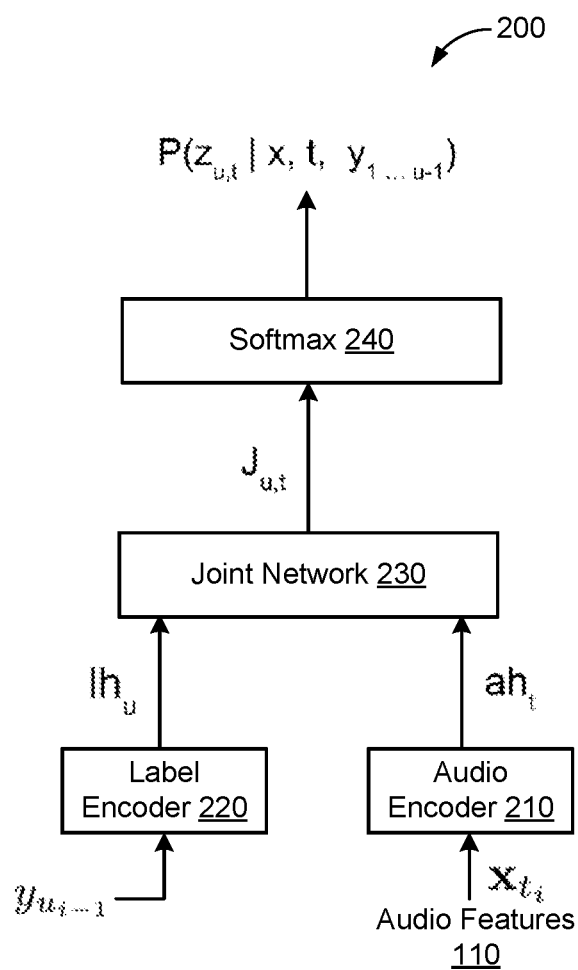 200
P(z_{u,t} | x, t, y_{1 ... u-1})
Softmax 240
J_{u,t}
Joint Network 230
lh_u
ah_t
Label
Encoder 220
Audio
Encoder 210
y_{u_{i-1}}
x_{t_i}
Audio Features
110